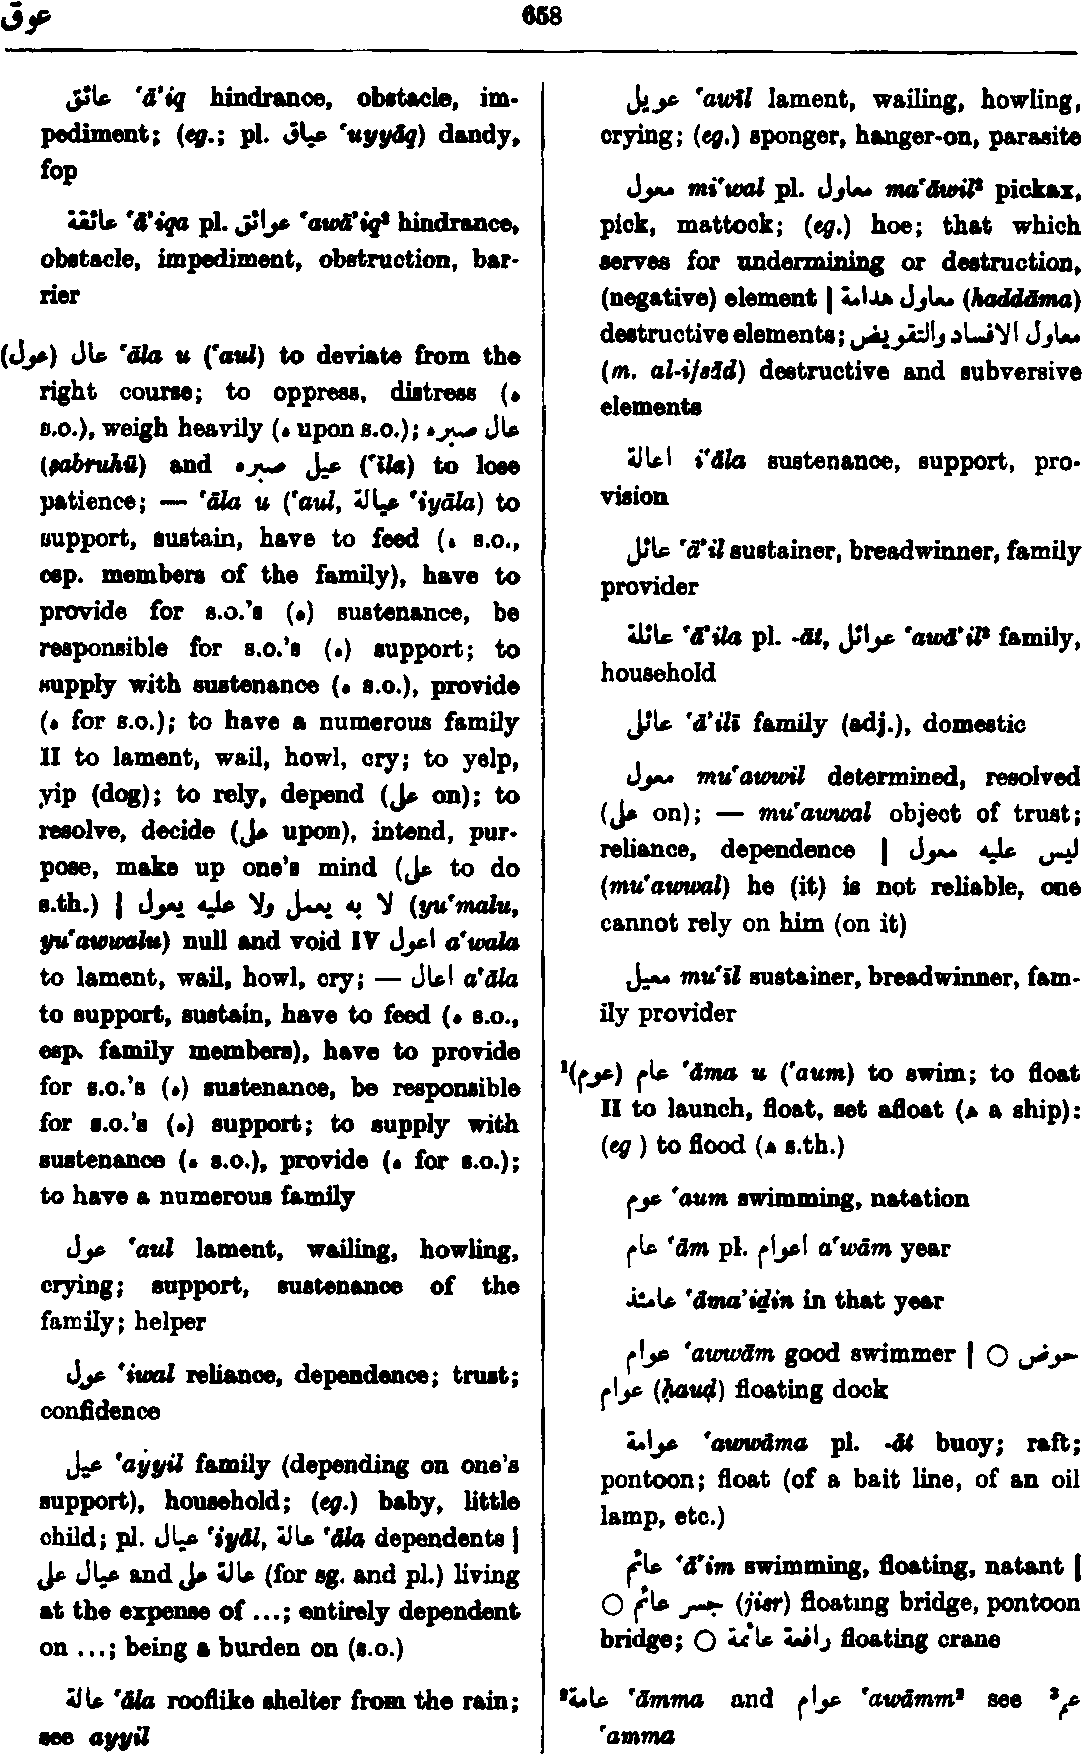 عوق
658
عائق ‘ā’iq hindrance, obstacle, im-
pediment; (eg.; pl. عياق ‘uyyāq) dandy,
fop
عائقة ‘ā’iqa pl. عوائق ‘awā’iq² hindrance,
obstacle, impediment, obstruction, bar-
rier
(عول) عال ‘āla u (‘aul) to deviate from the
right course; to oppress, distress (ه
s.o.), weigh heavily (ه upon s.o.); عال صبره
(ṣabruhū) and عيل صبره (‘īla) to lose
patience; — ‘āla u (‘aul, عيالة ‘iyāla) to
support, sustain, have to feed (ه s.o.,
esp. members of the family), have to
provide for s.o.’s (ه) sustenance, be
responsible for s.o.’s (ه) support; to
supply with sustenance (ه s.o.), provide
(ه for s.o.); to have a numerous family
II to lament, wail, howl, cry; to yelp,
yip (dog); to rely, depend (على on); to
resolve, decide (على upon), intend, pur-
pose, make up one’s mind (على to do
s.th.) | لا به يعمل ولا عليه يعول (yu‘malu,
yu‘awwalu) null and void IV اعول a‘wala
to lament, wail, howl, cry; — اعال a‘āla
to support, sustain, have to feed (ه s.o.,
esp. family members), have to provide
for s.o.’s (ه) sustenance, be responsible
for s.o.’s (ه) support; to supply with
sustenance (ه s.o.), provide (ه for s.o.);
to have a numerous family
عول ‘aul lament, wailing, howling,
crying; support, sustenance of the
family; helper
عول ‘iwal reliance, dependence; trust;
confidence
عيل ‘ayyil family (depending on one’s
support), household; (eg.) baby, little
child; pl. عيال ‘iyāl, عالة ‘āla dependents |
عيال على and عالة على (for sg. and pl.) living
at the expense of ...; entirely dependent
on ...; being a burden on (s.o.)
عالة ‘āla rooflike shelter from the rain;
see ayyil
عويل ‘awīl lament, wailing, howling,
crying; (eg.) sponger, hanger-on, parasite
معول mi‘wal pl. معاول ma‘āwil² pickax,
pick, mattock; (eg.) hoe; that which
serves for undermining or destruction,
(negative) element | معاول هدامة (haddāma)
destructive elements; معاول الافساد والتقويض
(m. al-ifsād) destructive and subversive
elements
اعالة i‘āla sustenance, support, pro-
vision
عائل ‘ā’il sustainer, breadwinner, family
provider
عائلة ‘ā’ila pl. -āt, عوائل ‘awā’il² family,
household
عائلى ‘ā’ilī family (adj.), domestic
معول mu‘awwil determined, resolved
(على on); — mu‘awwal object of trust;
reliance, dependence | ليس عليه معول
(mu‘awwal) he (it) is not reliable, one
cannot rely on him (on it)
معيل mu‘īl sustainer, breadwinner, fam-
ily provider
¹(عوم) عام ‘āma u (‘aum) to swim; to float
II to launch, float, set afloat (ه a ship):
(eg ) to flood (ه s.th.)
عوم ‘aum swimming, natation
عام ‘ām pl. اعوام a‘wām year
عامئذ ‘āma’iḏin in that year
عوام ‘awwām good swimmer | ○ حوض
عوام (ḥauḍ) floating dock
عوامة ‘awwāma pl. -āt buoy; raft;
pontoon; float (of a bait line, of an oil
lamp, etc.)
عائم ‘ā’im swimming, floating, natant |
○ جسر عائم (jisr) floating bridge, pontoon
bridge; ○ رافعة عائمة floating crane
²عامة ‘āmma and عوام ‘awāmm² see عم²
‘amma